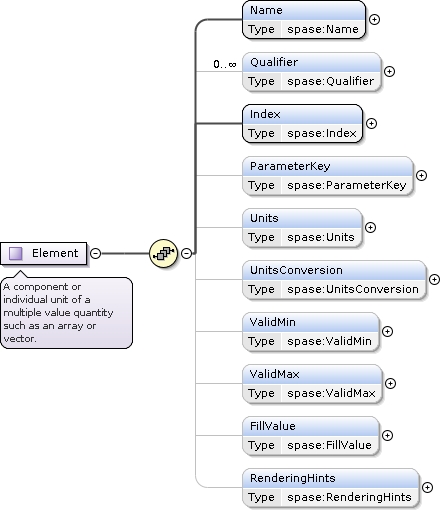 Name
Type spase:Name
0..∞
Qualifier
Type spase:Qualifier
Index
Type spase:Index
ParameterKey
Type spase:ParameterKey
Units
Type spase:Units
Element
UnitsConversion
Type spase:UnitsConversion
A component or
individual unit of a
multiple value quantity
such as an array or
vector.
ValidMin
Type spase:ValidMin
ValidMax
Type spase:ValidMax
FillValue
Type spase:FillValue
RenderingHints
Type spase:RenderingHints